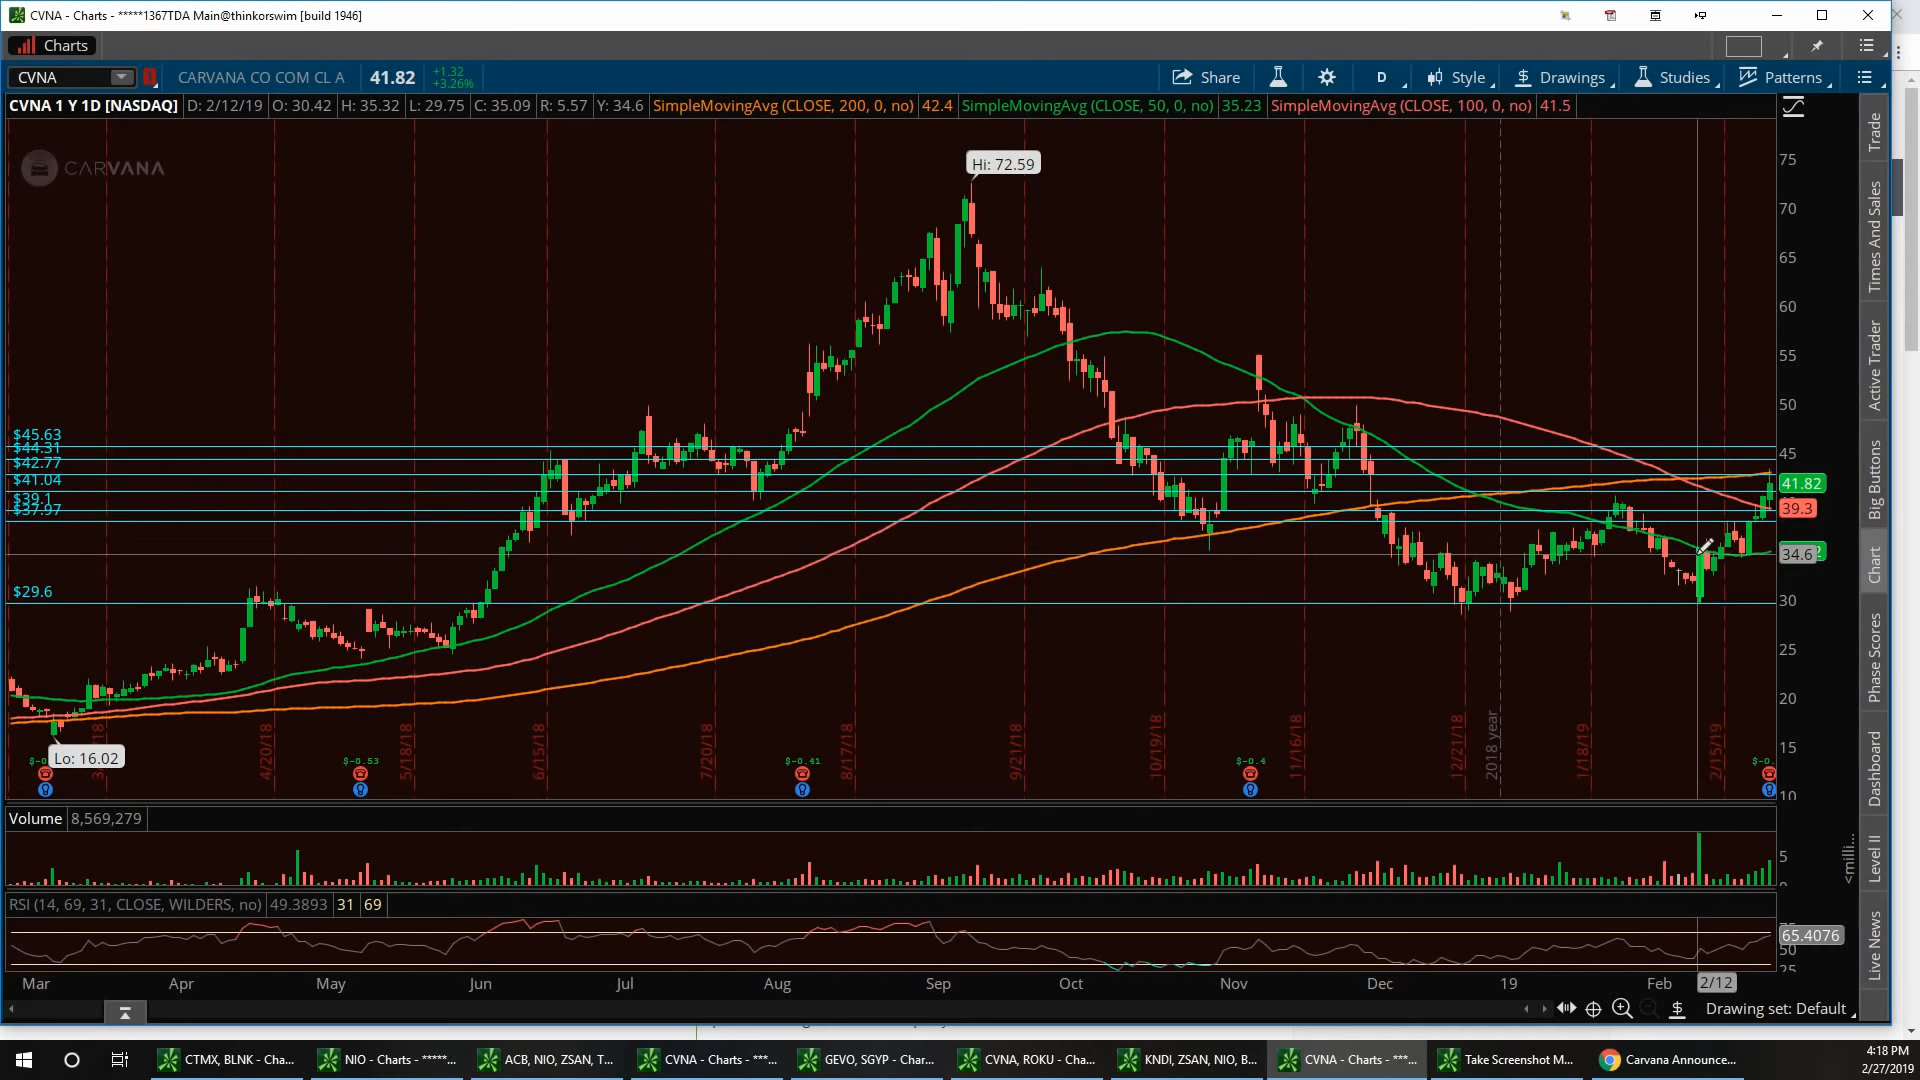 CVNA - Charts - *****1367TDA Main@thinkorswim [build 1946]
Charts
CVNA 1 CARVANA CO COM CL A 41.82 +1.32 +3.26% Share D Style Drawings Studies Patterns
CVNA 1 Y 1D [NASDAQ] D: 2/12/19 O: 30.42 H: 35.32 L: 29.75 C: 35.09 R: 5.57 Y: 34.6 SimpleMovingAvg (CLOSE, 200, 0, no) 42.4 SimpleMovingAvg (CLOSE, 50, 0, no) 35.23 SimpleMovingAvg (CLOSE, 100, 0, no) 41.5
CARVANA
Hi: 72.59
75
70
65
60
55
50
45
41.82
39.3
34.6
30
25
20
15
10
$45.63
$44.31
$42.77
$41.04
$39.1
$37.97
$29.6
Lo: 16.02
4/20/18
5/18/18
6/15/18
7/20/18
8/17/18
9/21/18
10/19/18
11/16/18
12/21/18
2018 year
1/18/19
2/15/19
$-0.53
$-0.41
$-0.4
Volume 8,569,279
5
<milli...
RSI (14, 69, 31, CLOSE, WILDERS, no) 49.3893 31 69
65.4076
50
25
Mar Apr May Jun Jul Aug Sep Oct Nov Dec 19 Feb 2/12
Drawing set: Default
Trade
Times And Sales
Active Trader
Big Buttons
Chart
Phase Scores
Dashboard
Level II
Live News
CTMX, BLNK - Cha...
NIO - Charts - *****...
ACB, NIO, ZSAN, T...
CVNA - Charts - ***...
GEVO, SGYP - Char...
CVNA, ROKU - Cha...
KNDI, ZSAN, NIO, B...
CVNA - Charts - ***...
Take Screenshot M...
Carvana Announce...
4:18 PM
2/27/2019